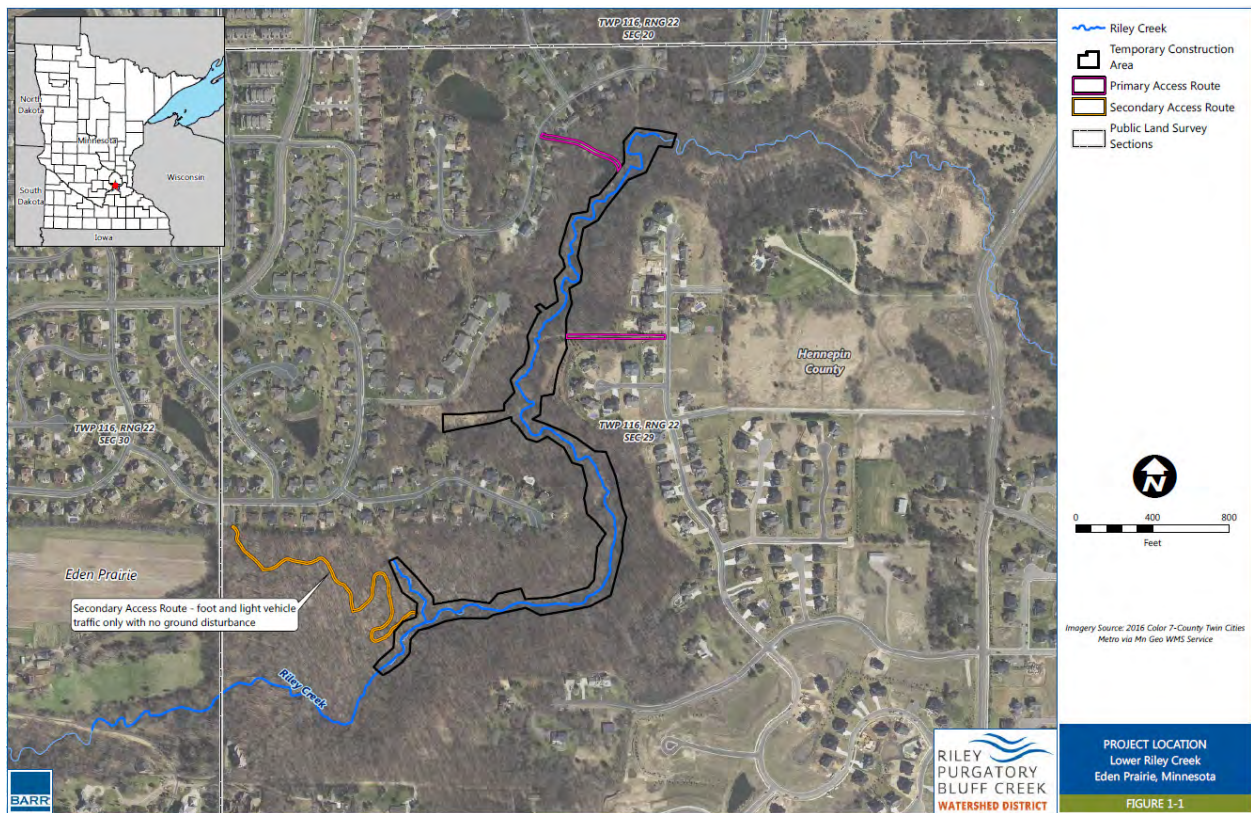 TWP 116, RNG 22
SEC 20
North
Dakota
Minnesota
Wisconsin
South
Dakota
Iowa
Hennepin
County
TWP 116, RNG 22
SEC 30
TWP 116, RNG 22
SEC 29
Eden Prairie
Secondary Access Route - foot and light vehicle
traffic only with no ground disturbance
Riley Creek
BARR
RILEY
PURGATORY
BLUFF CREEK
WATERSHED DISTRICT
Riley Creek
Temporary Construction
Area
Primary Access Route
Secondary Access Route
Public Land Survey
Sections
N
0 400 800
Feet
Imagery Source: 2016 Color 7-County Twin Cities
Metro via Mn Geo WMS Service
PROJECT LOCATION
Lower Riley Creek
Eden Prairie, Minnesota
FIGURE 1-1